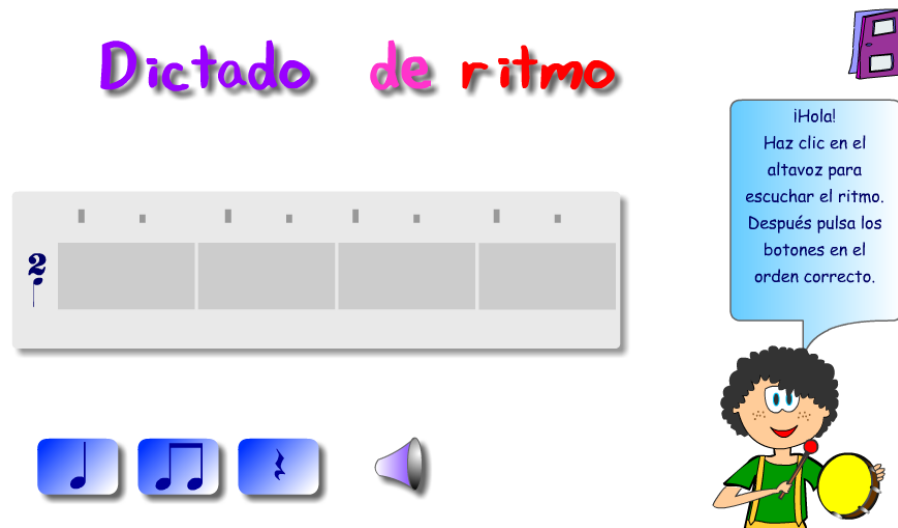 Dictado de ritmo
¡Hola!
Haz clic en el
altavoz para
escuchar el ritmo.
Después pulsa los
botones en el
orden correcto.
2